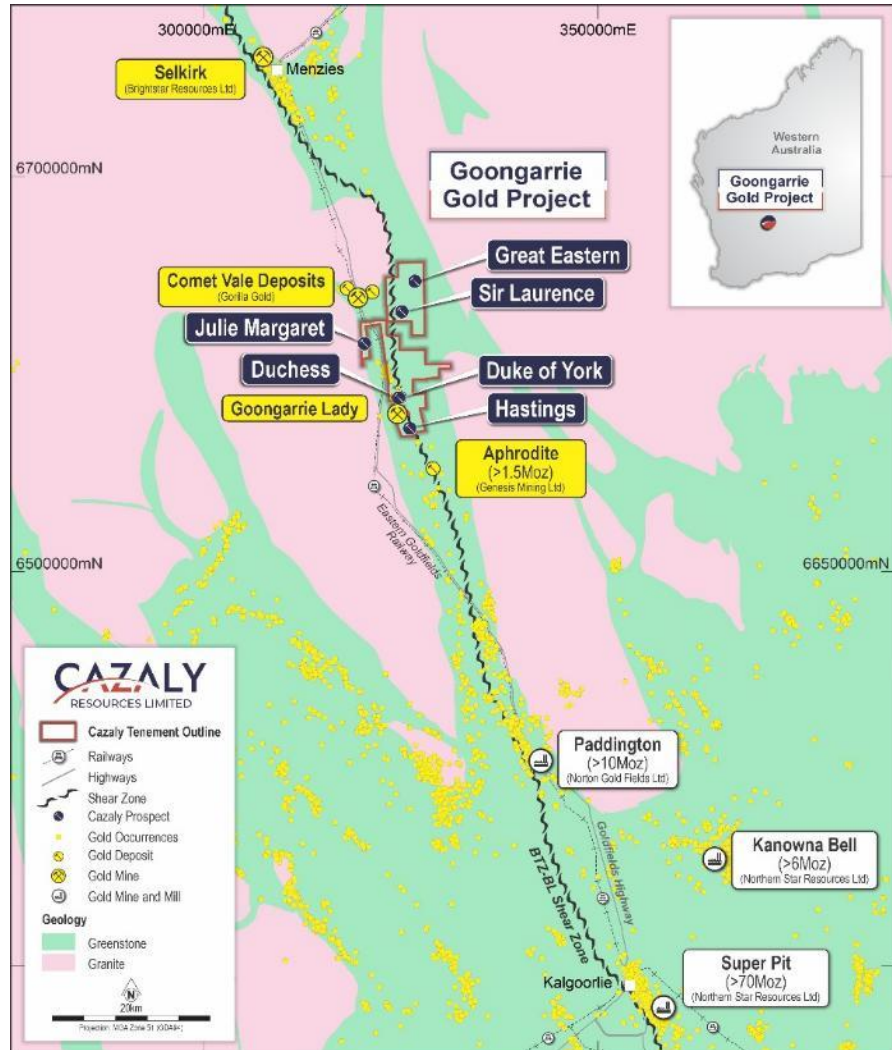 300000mE
350000mE
Menzies
Selkirk
(Brightstar Resources Ltd)
Western
Australia
Goongarrie
Gold Project
6700000mN
Goongarrie
Gold Project
Great Eastern
Comet Vale Deposits
(Gorilla Gold)
Sir Laurence
Julie Margaret
Duchess
Duke of York
Goongarrie Lady
Hastings
Aphrodite
(>1.5Moz)
(Genesis Mining Ltd)
Eastern Goldfields
Railway
6500000mN
6650000mN
CAZALY
RESOURCES LIMITED
Cazaly Tenement Outline
Railways
Highways
Shear Zone
Cazaly Prospect
Gold Occurrences
Gold Deposit
Gold Mine
Gold Mine and Mill
Geology
Greenstone
Granite
N
20km
Projection: MGA Zone 51 (GDA94)
Paddington
(>10Moz)
(Norton Gold Fields Ltd)
Goldfields Highway
BTZ-BL Shear Zone
Kanowna Bell
(>6Moz)
(Northern Star Resources Ltd)
Kalgoorlie
Super Pit
(>70Moz)
(Northern Star Resources Ltd)